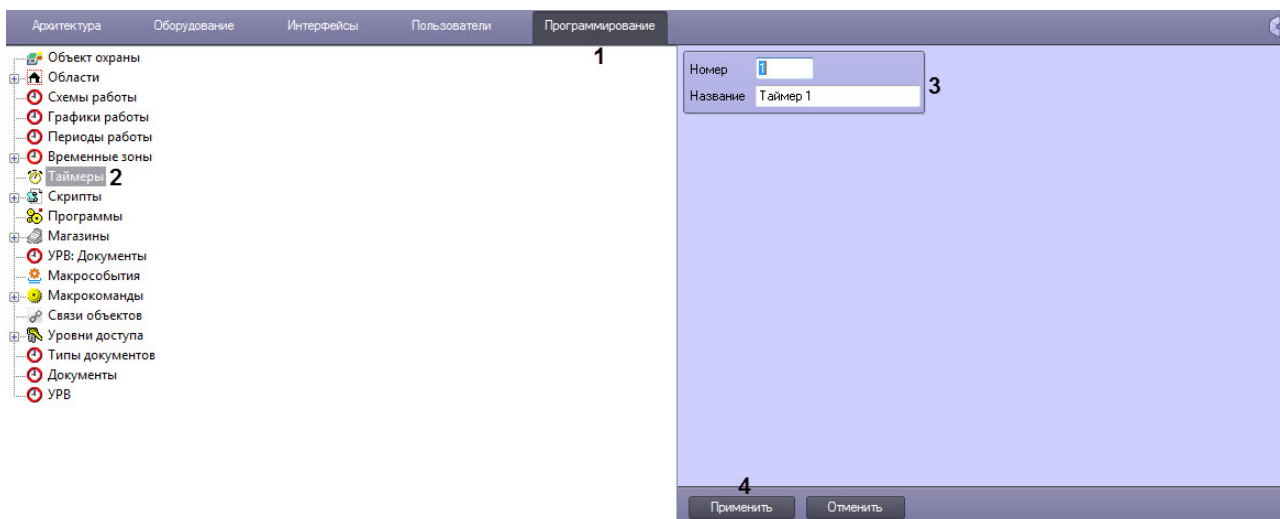 Архитектура Оборудование Интерфейсы Пользователи Программирование
1
Объект охраны
Области
Схемы работы
Графики работы
Периоды работы
Временные зоны
Таймеры 2
Скрипты
Программы
Магазины
УРВ: Документы
Макрособытия
Макрокоманды
Связи объектов
Уровни доступа
Типы документов
Документы
УРВ
Номер 1
Название Таймер 1
3
4
Применить Отменить